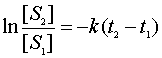 ln [S₂]/[S₁] = −k(t₂ − t₁)